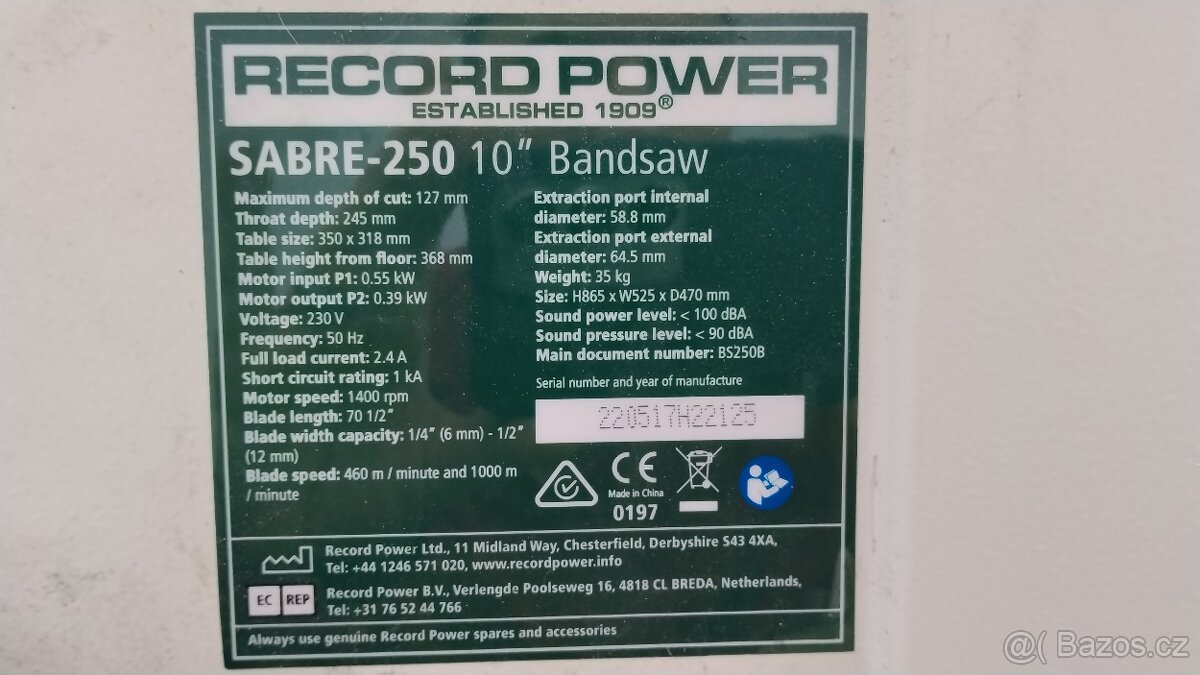 RECORD POWER
ESTABLISHED 1909®
SABRE-250 10" Bandsaw
Maximum depth of cut: 127 mm
Throat depth: 245 mm
Table size: 350 x 318 mm
Table height from floor: 368 mm
Motor input P1: 0.55 kW
Motor output P2: 0.39 kW
Voltage: 230 V
Frequency: 50 Hz
Full load current: 2.4 A
Short circuit rating: 1 kA
Motor speed: 1400 rpm
Blade length: 70 1/2"
Blade width capacity: 1/4" (6 mm) - 1/2"
(12 mm)
Blade speed: 460 m / minute and 1000 m
/ minute
Extraction port internal
diameter: 58.8 mm
Extraction port external
diameter: 64.5 mm
Weight: 35 kg
Size: H865 x W525 x D470 mm
Sound power level: < 100 dBA
Sound pressure level: < 90 dBA
Main document number: BS250B
Serial number and year of manufacture
220517H22125
CE
Made in China
0197
Record Power Ltd., 11 Midland Way, Chesterfield, Derbyshire S43 4XA,
Tel: +44 1246 571 020, www.recordpower.info
EC REP
Record Power B.V., Verlengde Poolseweg 16, 4818 CL BREDA, Netherlands,
Tel: +31 76 52 44 766
Always use genuine Record Power spares and accessories
@( Bazos.cz